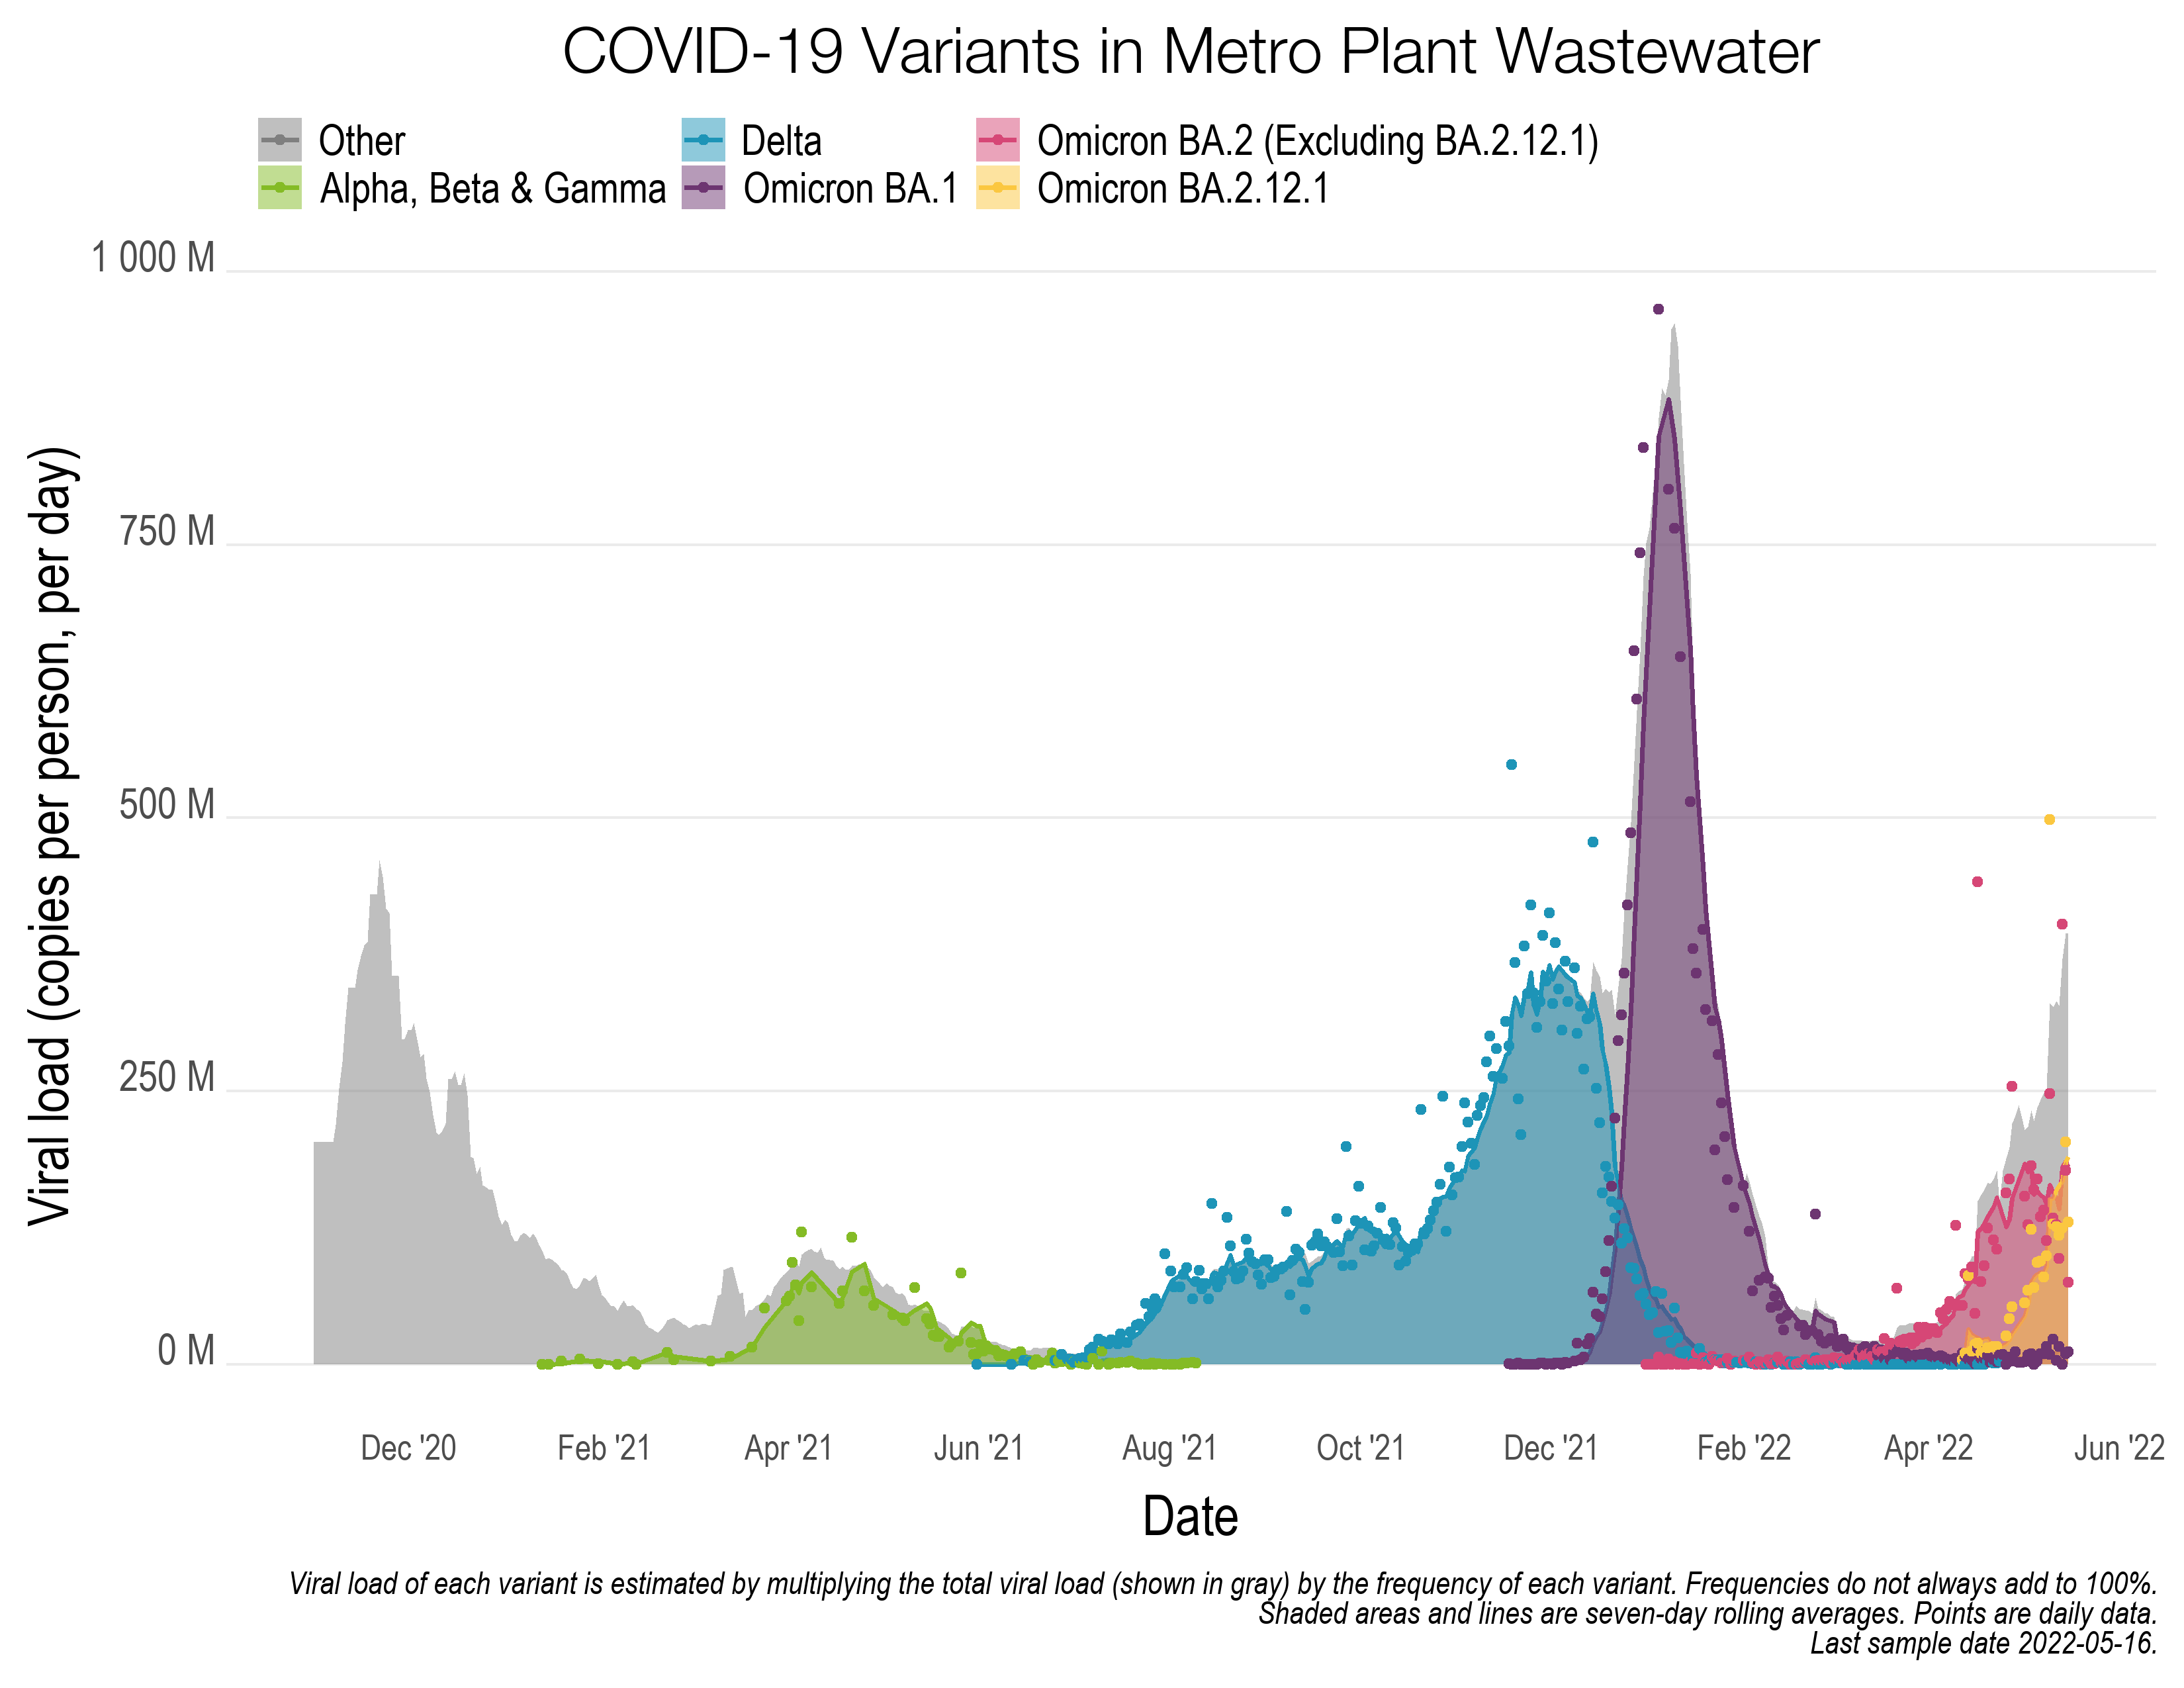 COVID-19 Variants in Metro Plant Wastewater
Other
Delta
Omicron BA.2 (Excluding BA.2.12.1)
Alpha, Beta & Gamma
Omicron BA.1
Omicron BA.2.12.1
Viral load (copies per person, per day)
1 000 M
750 M
500 M
250 M
0 M
Dec '20
Feb '21
Apr '21
Jun '21
Aug '21
Oct '21
Dec '21
Feb '22
Apr '22
Jun '22
Date
Viral load of each variant is estimated by multiplying the total viral load (shown in gray) by the frequency of each variant. Frequencies do not always add to 100%.
Shaded areas and lines are seven-day rolling averages. Points are daily data.
Last sample date 2022-05-16.